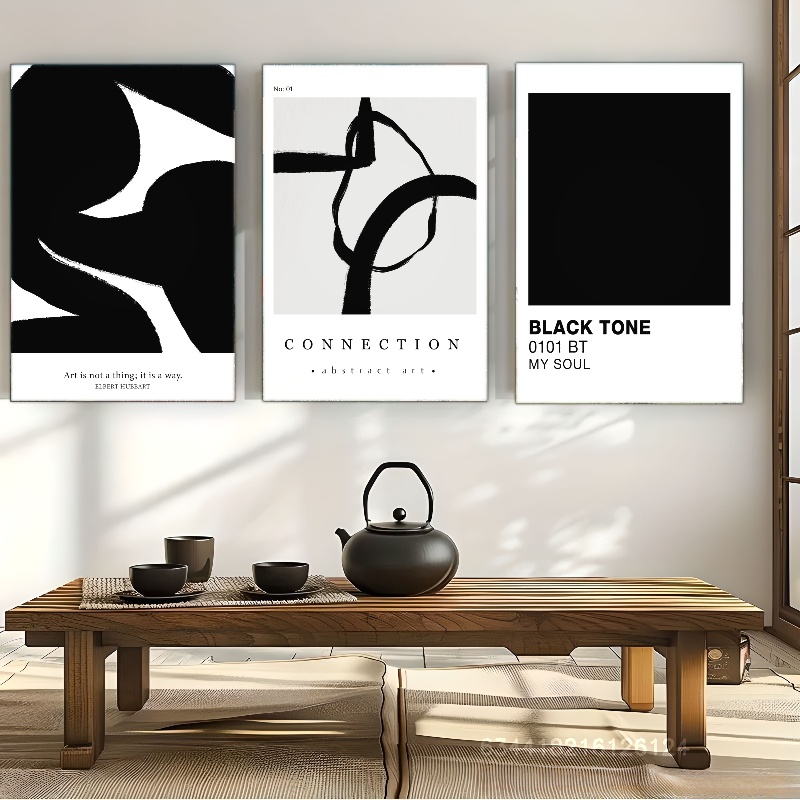 Art is not a thing; it is a way.
ELBERT HUBBART
No: 01
CONNECTION
• abstract art •
BLACK TONE
0101 BT
MY SOUL